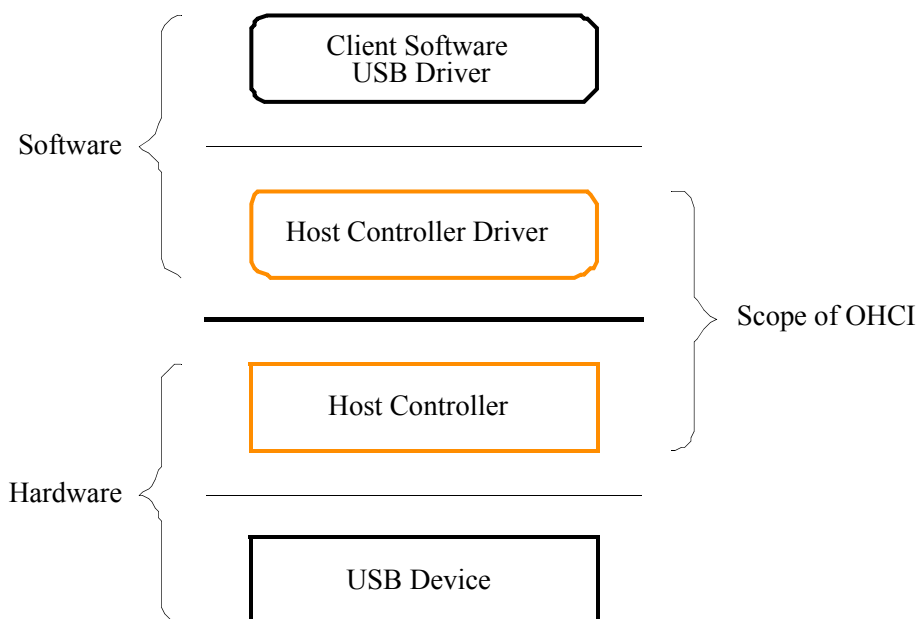 Client Software
USB Driver
Software
Host Controller Driver
Scope of OHCI
Host Controller
Hardware
USB Device